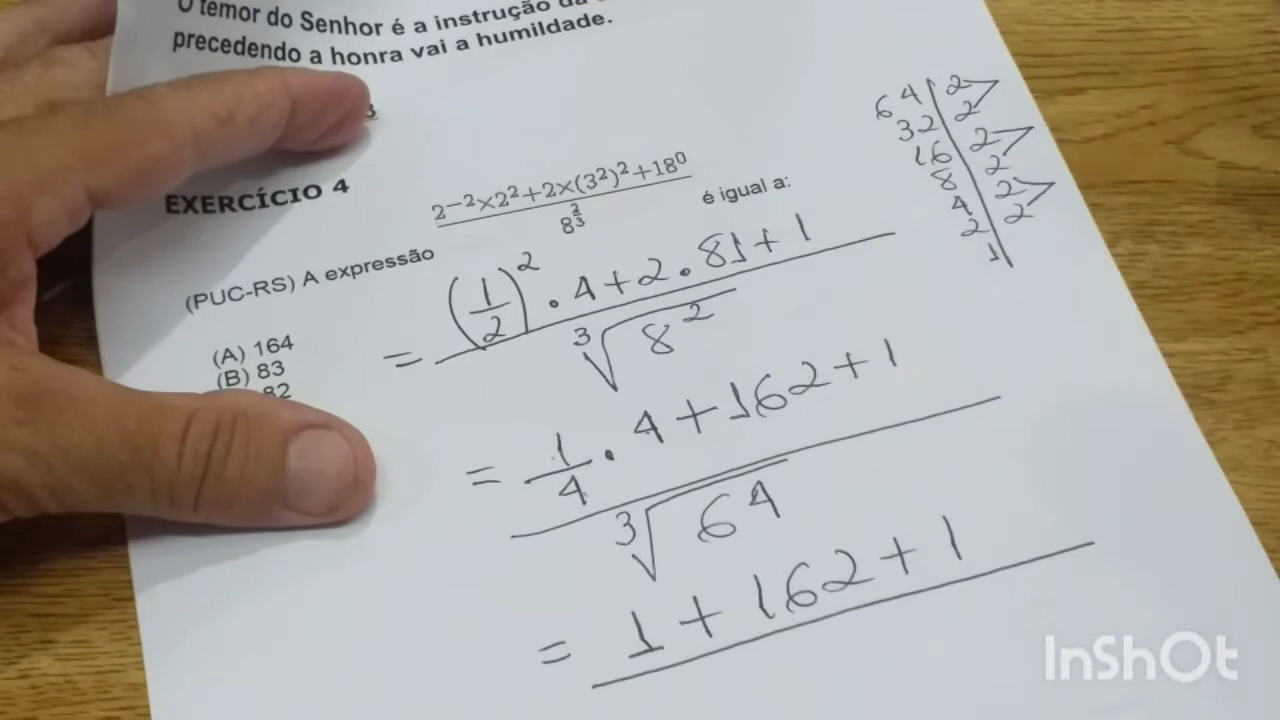 O temor do Senhor é a instrução da
precedendo a honra vai a humildade.
3
EXERCÍCIO 4
(PUC-RS) A expressão 2⁻²×2²+2×(3²)²+18⁰ / 8^(2/3) é igual a:
(A) 164
(B) 83
82
= (1/2)² . 4 + 2 . 81 + 1 / ∛8²
= 1/4 . 4 + 162 + 1 / ∛64
= 1 + 162 + 1
64 | 2
32 | 2
16 | 2
8 | 2
4 | 2
2 | 2
1 |
InShOt